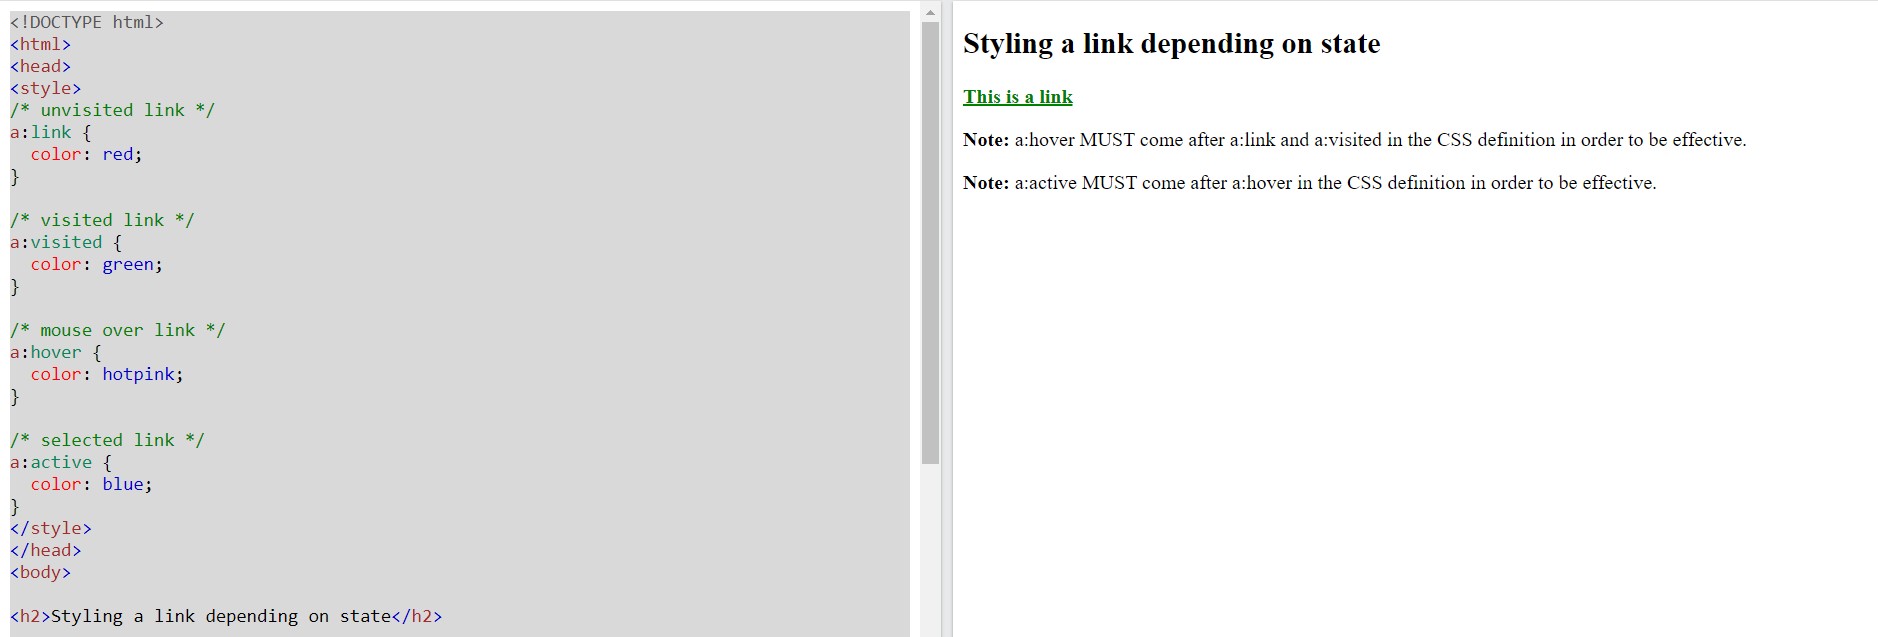 <!DOCTYPE html>
<html>
<head>
<style>
/* unvisited link */
a:link {
  color: red;
}

/* visited link */
a:visited {
  color: green;
}

/* mouse over link */
a:hover {
  color: hotpink;
}

/* selected link */
a:active {
  color: blue;
}
</style>
</head>
<body>

<h2>Styling a link depending on state</h2>
Styling a link depending on state
This is a link
Note: a:hover MUST come after a:link and a:visited in the CSS definition in order to be effective.
Note: a:active MUST come after a:hover in the CSS definition in order to be effective.